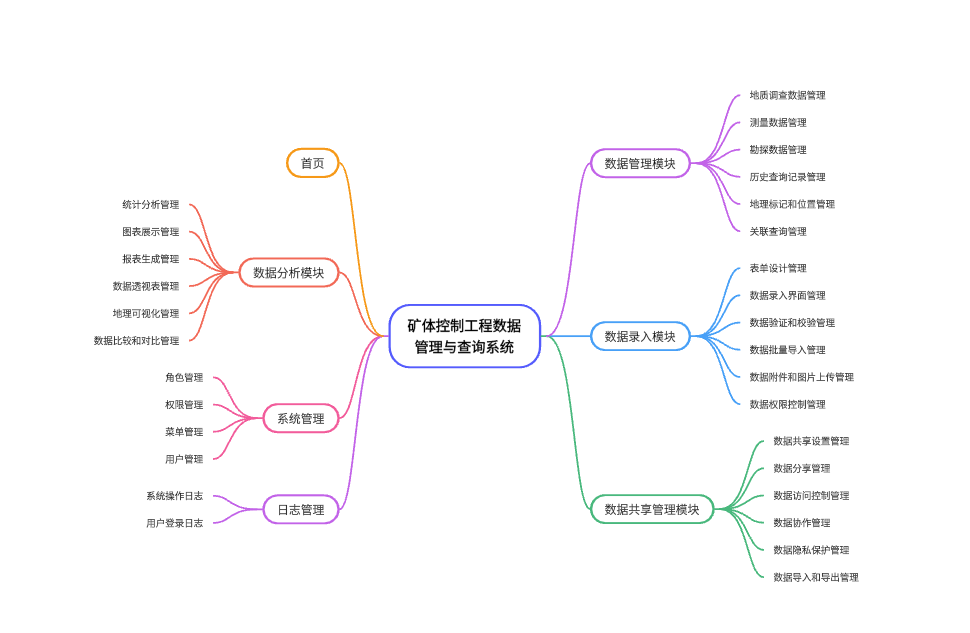 矿体控制工程数据
管理与查询系统
首页
数据分析模块
统计分析管理
图表展示管理
报表生成管理
数据透视表管理
地理可视化管理
数据比较和对比管理
系统管理
角色管理
权限管理
菜单管理
用户管理
日志管理
系统操作日志
用户登录日志
数据管理模块
地质调查数据管理
测量数据管理
勘探数据管理
历史查询记录管理
地理标记和位置管理
关联查询管理
数据录入模块
表单设计管理
数据录入界面管理
数据验证和校验管理
数据批量导入管理
数据附件和图片上传管理
数据权限控制管理
数据共享管理模块
数据共享设置管理
数据分享管理
数据访问控制管理
数据协作管理
数据隐私保护管理
数据导入和导出管理